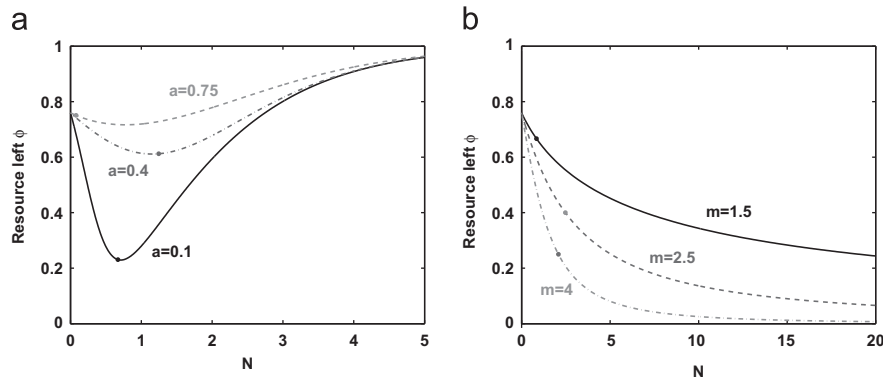 a
1
0.8
0.6
0.4
0.2
0
Resource left ϕ
a=0.75
a=0.4
a=0.1
0 1 2 3 4 5
N
b
1
0.8
0.6
0.4
0.2
0
Resource left ϕ
m=1.5
m=2.5
m=4
0 5 10 15 20
N